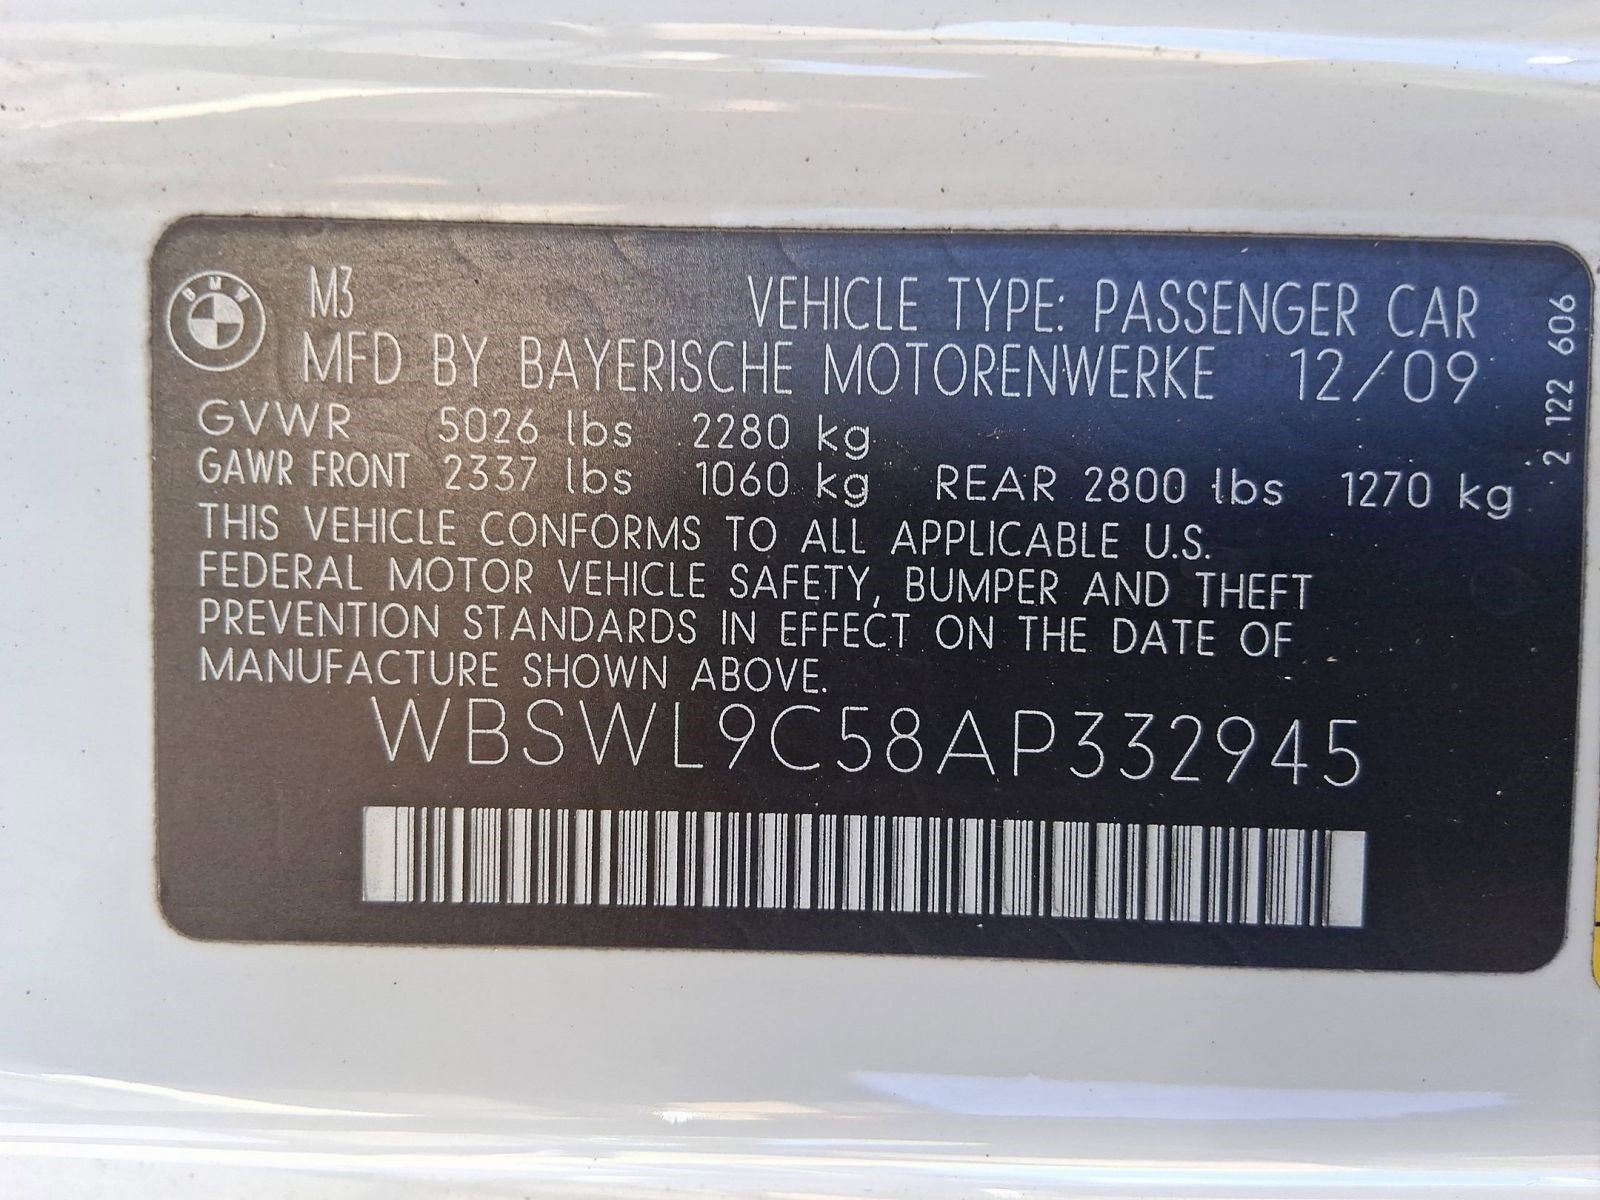 BMW
M3 VEHICLE TYPE: PASSENGER CAR
MFD BY BAYERISCHE MOTORENWERKE 12/09
GVWR 5026 lbs 2280 kg
GAWR FRONT 2337 lbs 1060 kg REAR 2800 lbs 1270 kg
THIS VEHICLE CONFORMS TO ALL APPLICABLE U.S.
FEDERAL MOTOR VEHICLE SAFETY, BUMPER AND THEFT
PREVENTION STANDARDS IN EFFECT ON THE DATE OF
MANUFACTURE SHOWN ABOVE.
WBSWL9C58AP332945
2 122 606